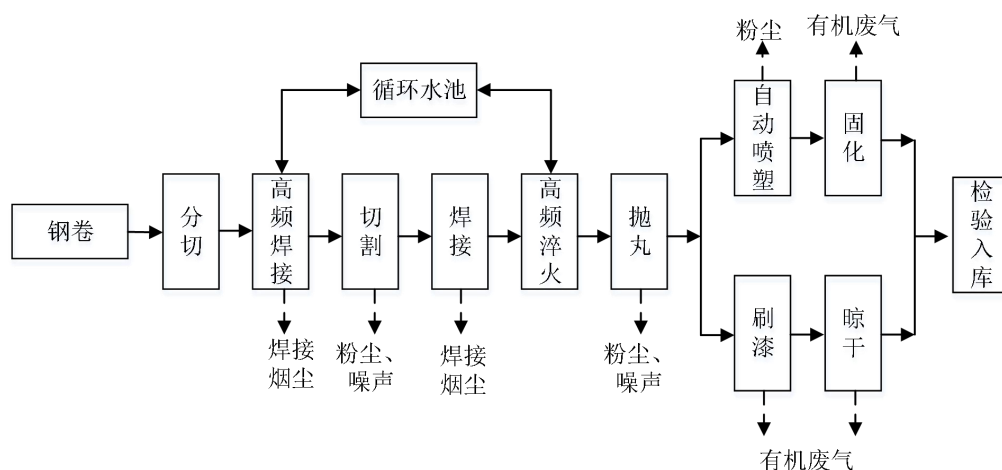 粉尘
有机废气
循环水池
自动喷塑
固化
钢卷
分切
高频焊接
切割
焊接
高频淬火
抛丸
检验入库
刷漆
晾干
焊接
烟尘
粉尘、
噪声
焊接
烟尘
粉尘、
噪声
有机废气